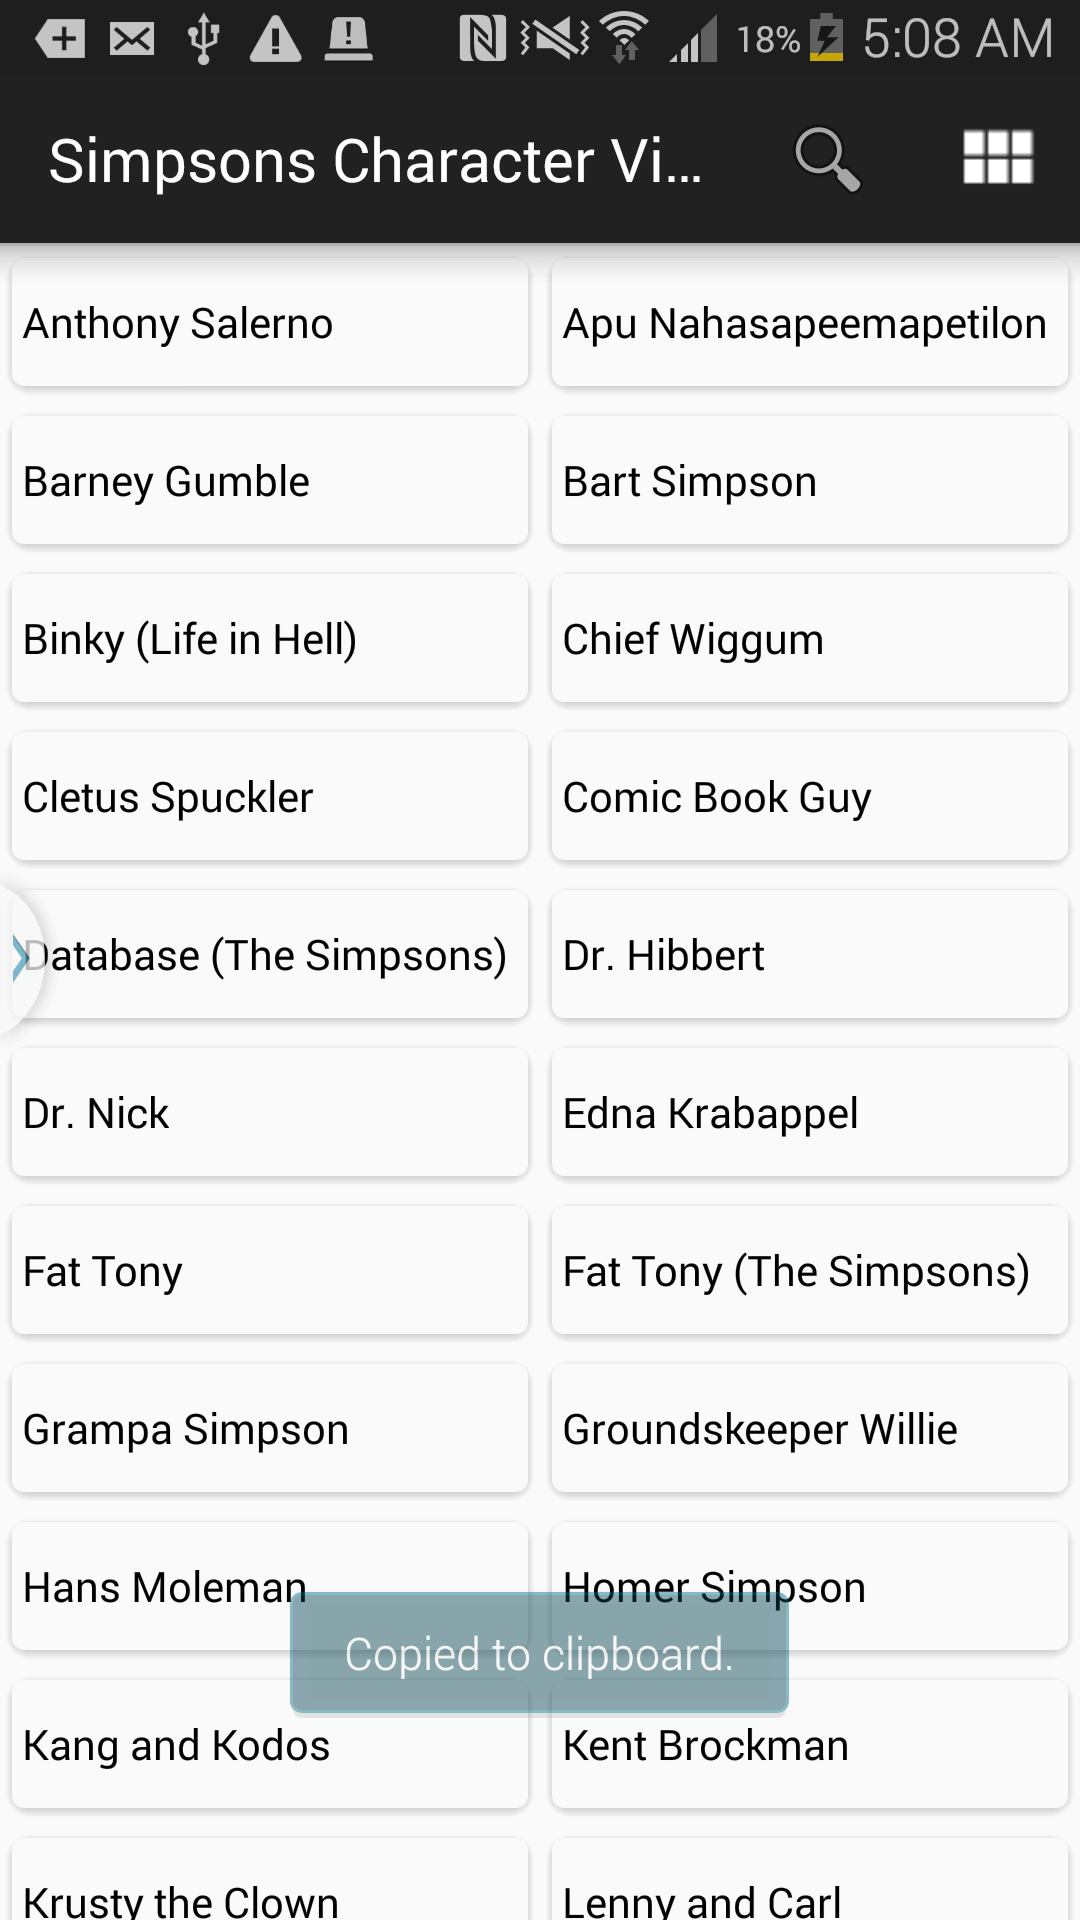 18% 5:08 AM
Simpsons Character Vi...
Anthony Salerno
Apu Nahasapeemapetilon
Barney Gumble
Bart Simpson
Binky (Life in Hell)
Chief Wiggum
Cletus Spuckler
Comic Book Guy
Database (The Simpsons)
Dr. Hibbert
Dr. Nick
Edna Krabappel
Fat Tony
Fat Tony (The Simpsons)
Grampa Simpson
Groundskeeper Willie
Hans Moleman
Homer Simpson
Copied to clipboard.
Kang and Kodos
Kent Brockman
Krusty the Clown
Lenny and Carl